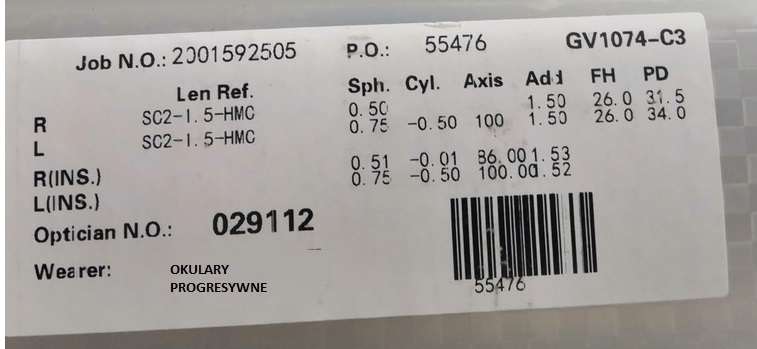 Job N.O.: 2001592505 P.O.: 55476 GV1074-C3
Len Ref. Sph. Cyl. Axis Add FH PD
R SC2-1.5-HMC 0.50 1.50 26.0 31.5
L SC2-1.5-HMC 0.75 -0.50 100 1.50 26.0 34.0
R(INS.) 0.51 -0.01 86.00 1.53
L(INS.) 0.75 -0.50 100.00 1.52
Optician N.O.: 029112
55476
Wearer: OKULARY
PROGRESYWNE